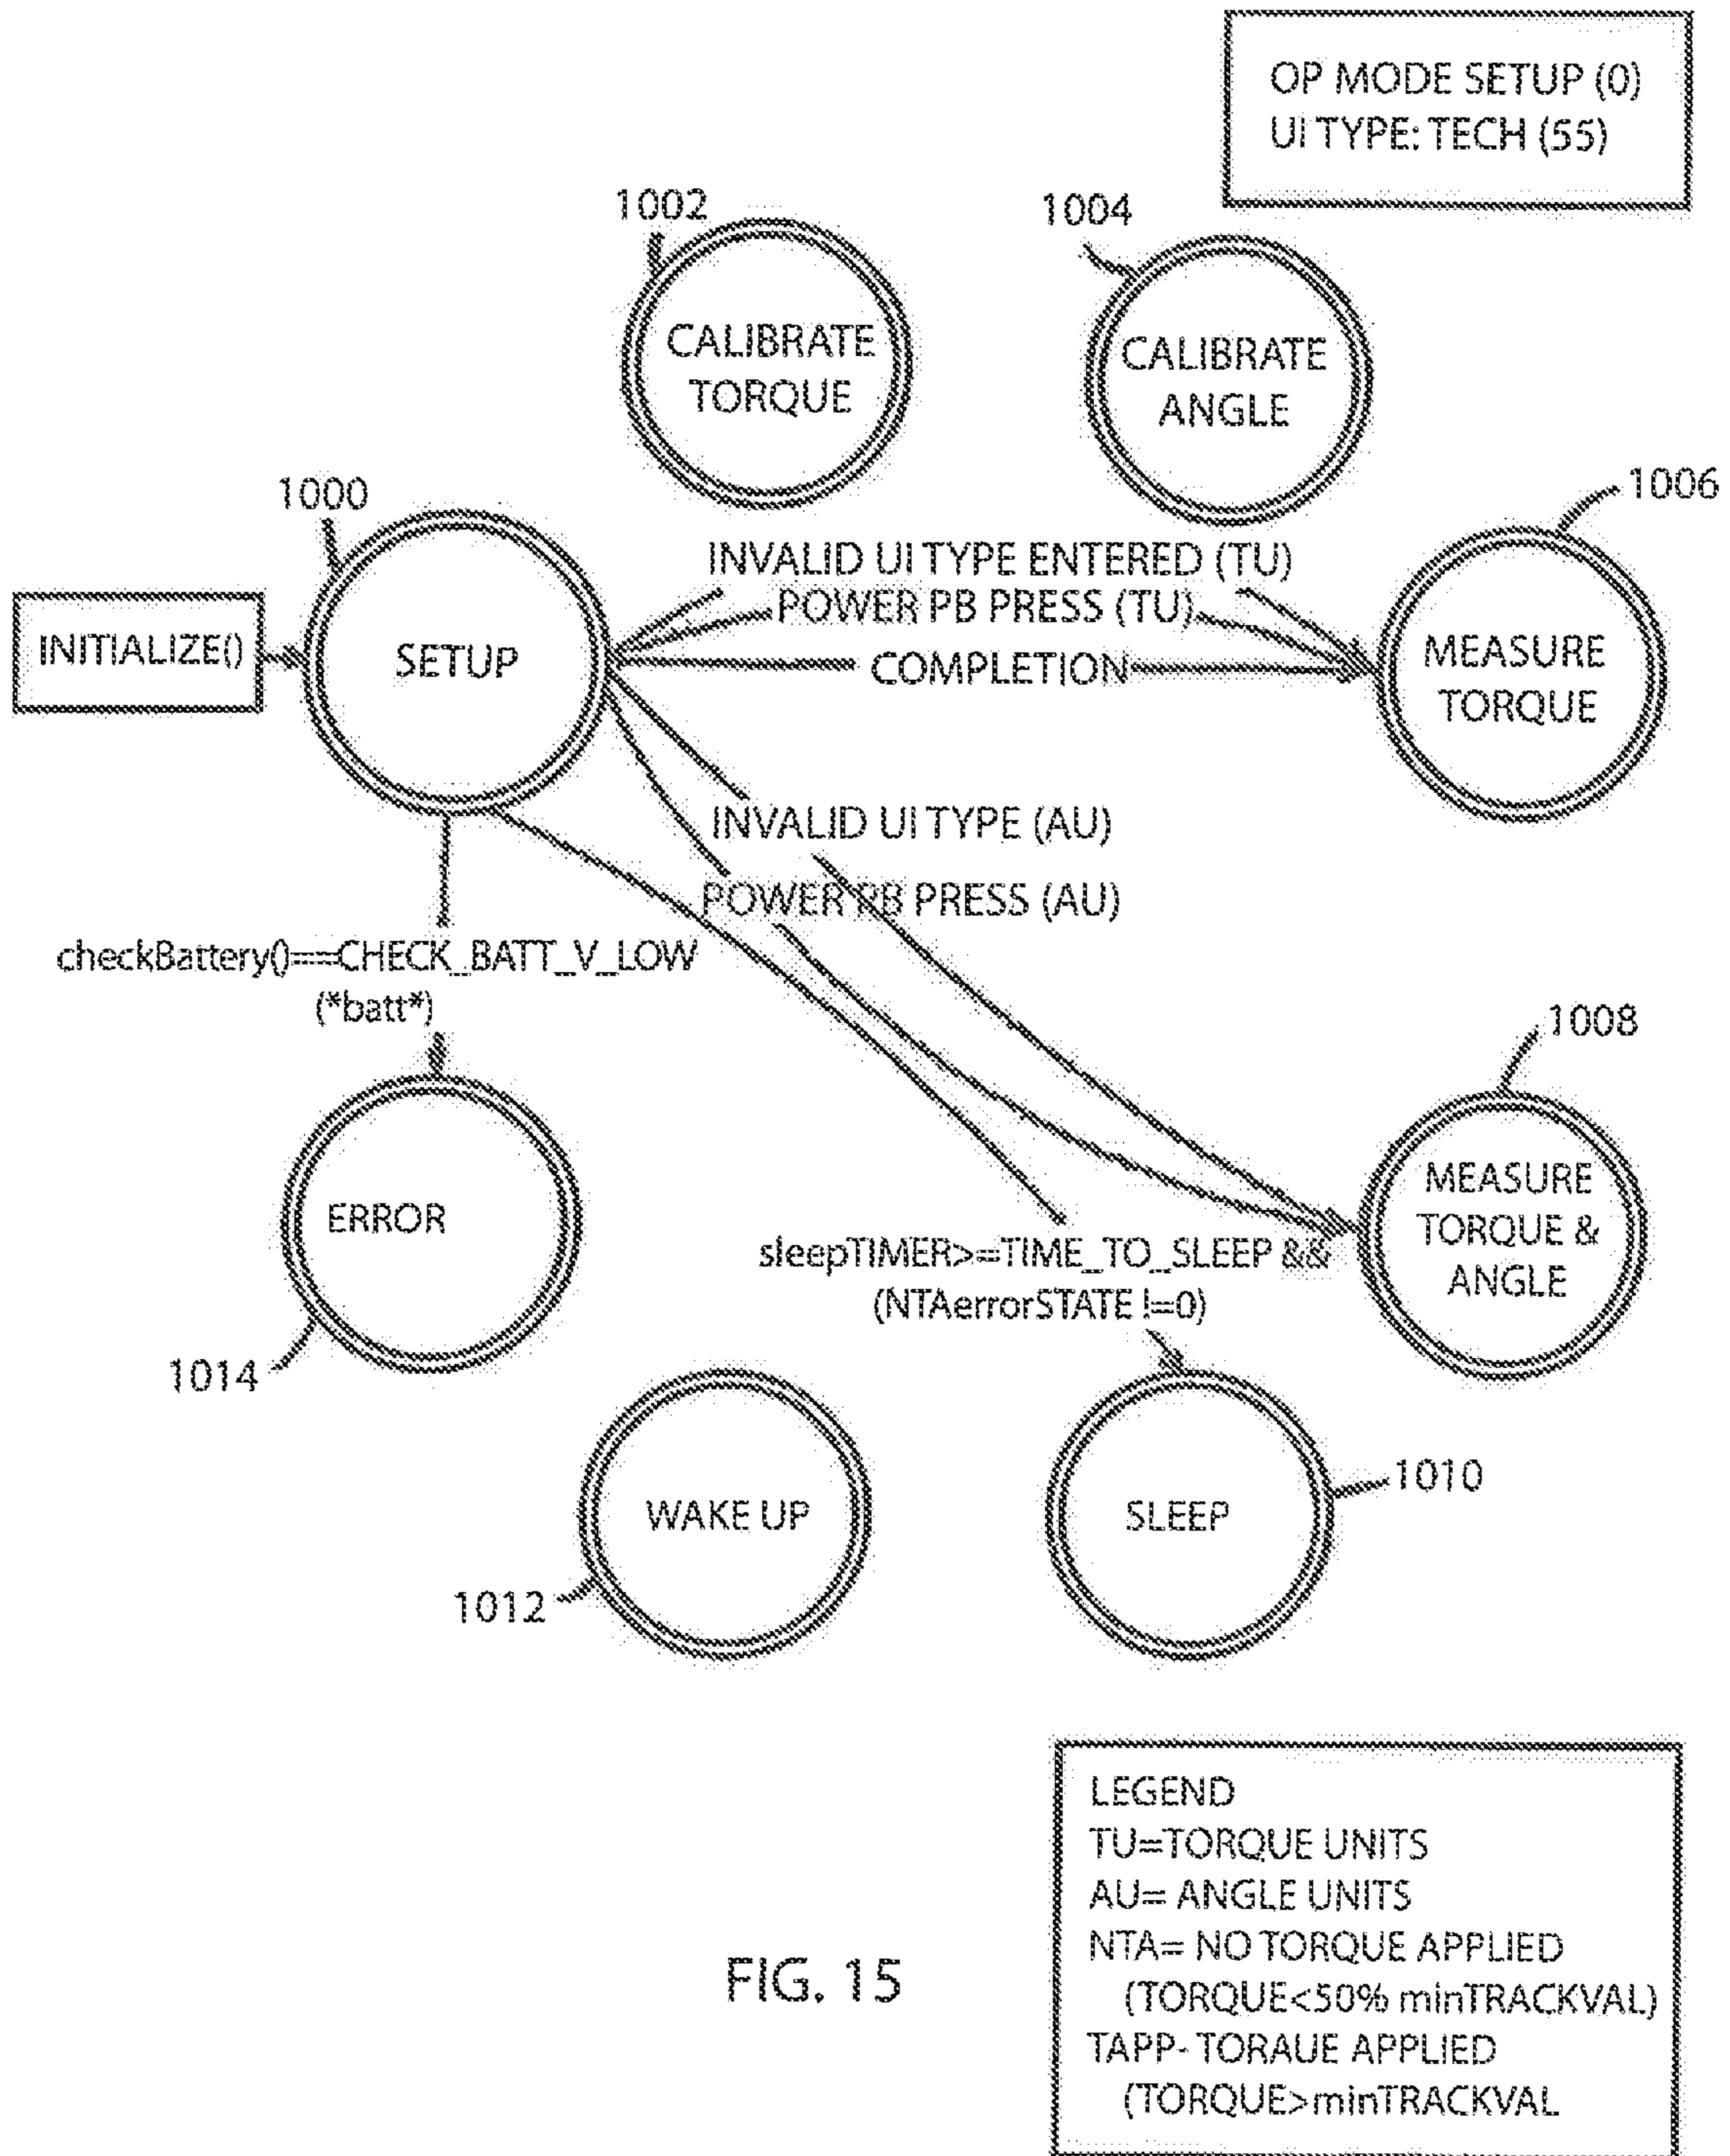 OP MODE SETUP (0)
UI TYPE: TECH (55)
1002
1004
CALIBRATE
TORQUE
CALIBRATE
ANGLE
1000
1006
INITIALIZE()
SETUP
INVALID UI TYPE ENTERED (TU)
POWER PB PRESS (TU)
COMPLETION
MEASURE
TORQUE
INVALID UI TYPE (AU)
POWER PB PRESS (AU)
checkBattery()==CHECK_BATT_V_LOW
(*batt*)
1008
ERROR
MEASURE
TORQUE &
ANGLE
sleepTIMER>=TIME_TO_SLEEP &&
(NTAerrorSTATE !=0)
1014
WAKE UP
SLEEP
1010
1012
LEGEND
TU=TORQUE UNITS
AU= ANGLE UNITS
NTA= NO TORQUE APPLIED
(TORQUE<50% minTRACKVAL)
TAPP- TORAUE APPLIED
(TORQUE>minTRACKVAL
FIG. 15